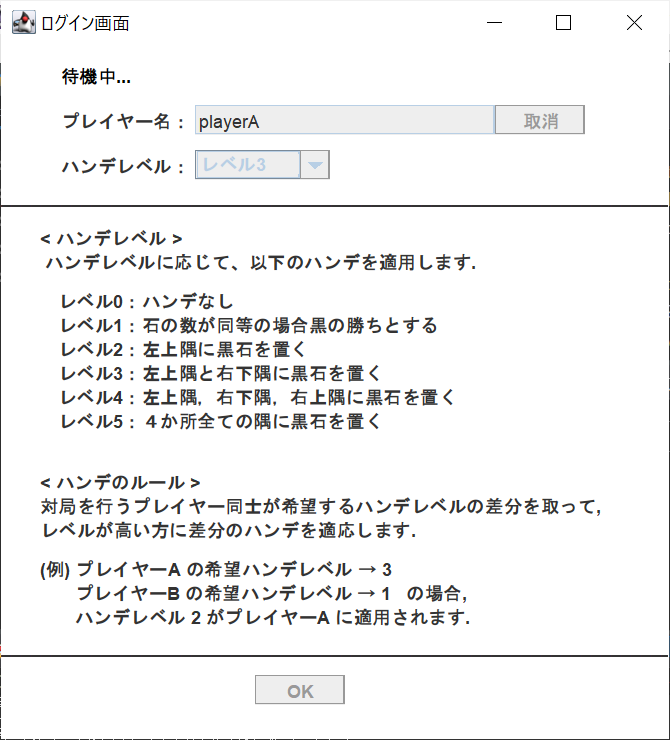 ログイン画面
待機中...
プレイヤー名： playerA 取消
ハンデレベル： レベル3
< ハンデレベル >
ハンデレベルに応じて、以下のハンデを適用します.
レベル0：ハンデなし
レベル1：石の数が同等の場合黒の勝ちとする
レベル2：左上隅に黒石を置く
レベル3：左上隅と右下隅に黒石を置く
レベル4：左上隅，右下隅，右上隅に黒石を置く
レベル5：４か所全ての隅に黒石を置く
< ハンデのルール >
対局を行うプレイヤー同士が希望するハンデレベルの差分を取って,
レベルが高い方に差分のハンデを適応します.
(例) プレイヤーA の希望ハンデレベル → 3
プレイヤーB の希望ハンデレベル → 1 の場合,
ハンデレベル 2 がプレイヤーA に適用されます.
OK